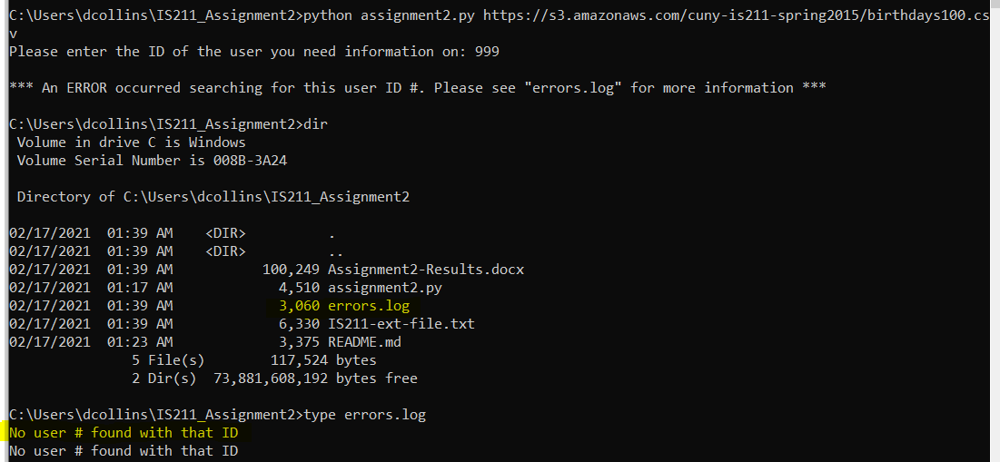 C:\Users\dcollins\IS211_Assignment2>python assignment2.py https://s3.amazonaws.com/cuny-is211-spring2015/birthdays100.cs
v
Please enter the ID of the user you need information on: 999
*** An ERROR occurred searching for this user ID #. Please see "errors.log" for more information ***
C:\Users\dcollins\IS211_Assignment2>dir
Volume in drive C is Windows
Volume Serial Number is 008B-3A24
Directory of C:\Users\dcollins\IS211_Assignment2
02/17/2021  01:39 AM    <DIR>          .
02/17/2021  01:39 AM    <DIR>          ..
02/17/2021  01:39 AM           100,249 Assignment2-Results.docx
02/17/2021  01:17 AM             4,510 assignment2.py
02/17/2021  01:39 AM             3,060 errors.log
02/17/2021  01:39 AM             6,330 IS211-ext-file.txt
02/17/2021  01:23 AM             3,375 README.md
5 File(s)        117,524 bytes
2 Dir(s)  73,881,608,192 bytes free
C:\Users\dcollins\IS211_Assignment2>type errors.log
No user # found with that ID
No user # found with that ID